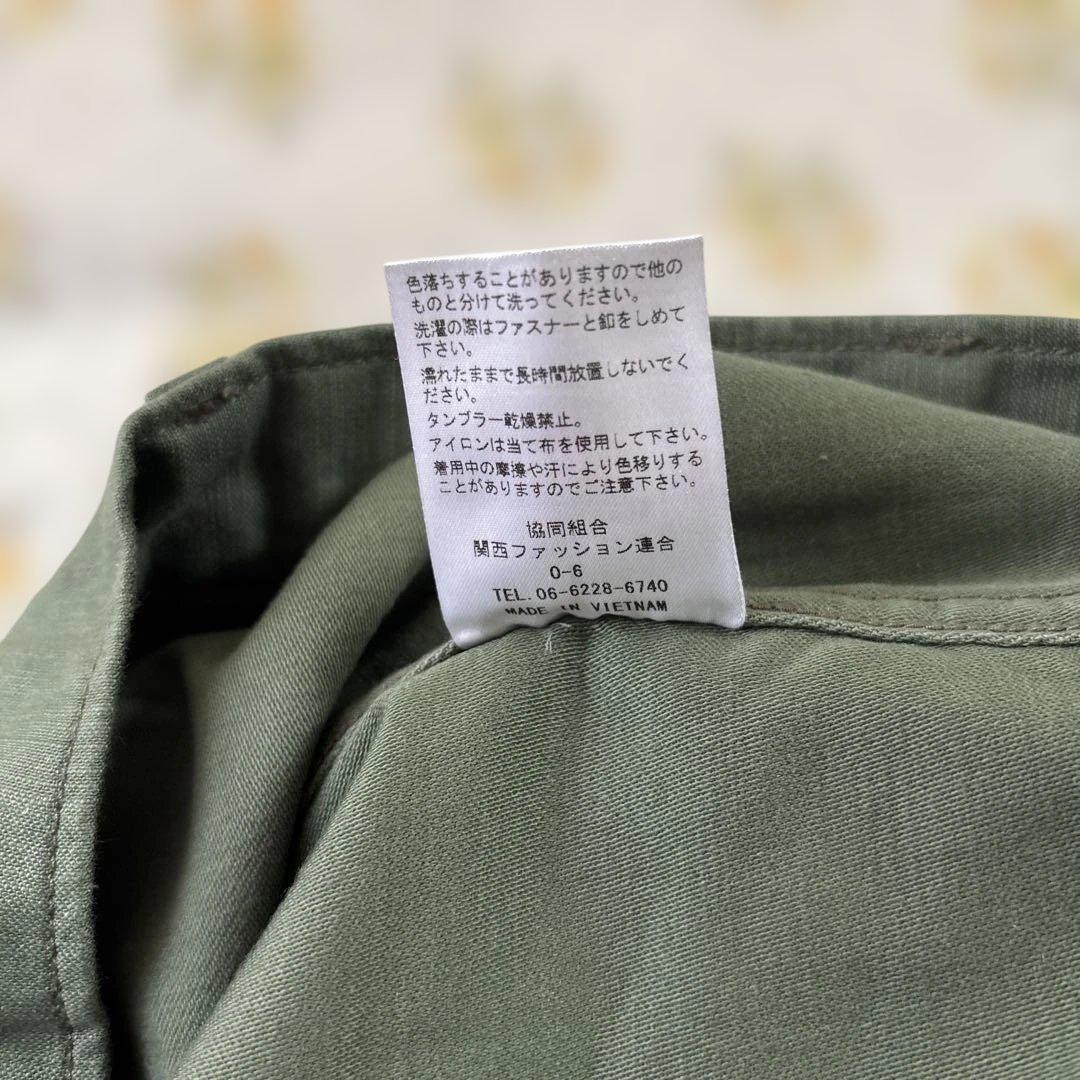 色落ちすることがありますので他の
ものと分けて洗ってください。
洗濯の際はファスナーと釦をしめて
下さい。
濡れたままで長時間放置しないでく
ださい。
タンブラー乾燥禁止。
アイロンは当て布を使用して下さい。
着用中の摩擦や汗により色移りする
ことがありますのでご注意下さい。
協同組合
関西ファッション連合
0-6
TEL.06-6228-6740
MADE IN VIETNAM